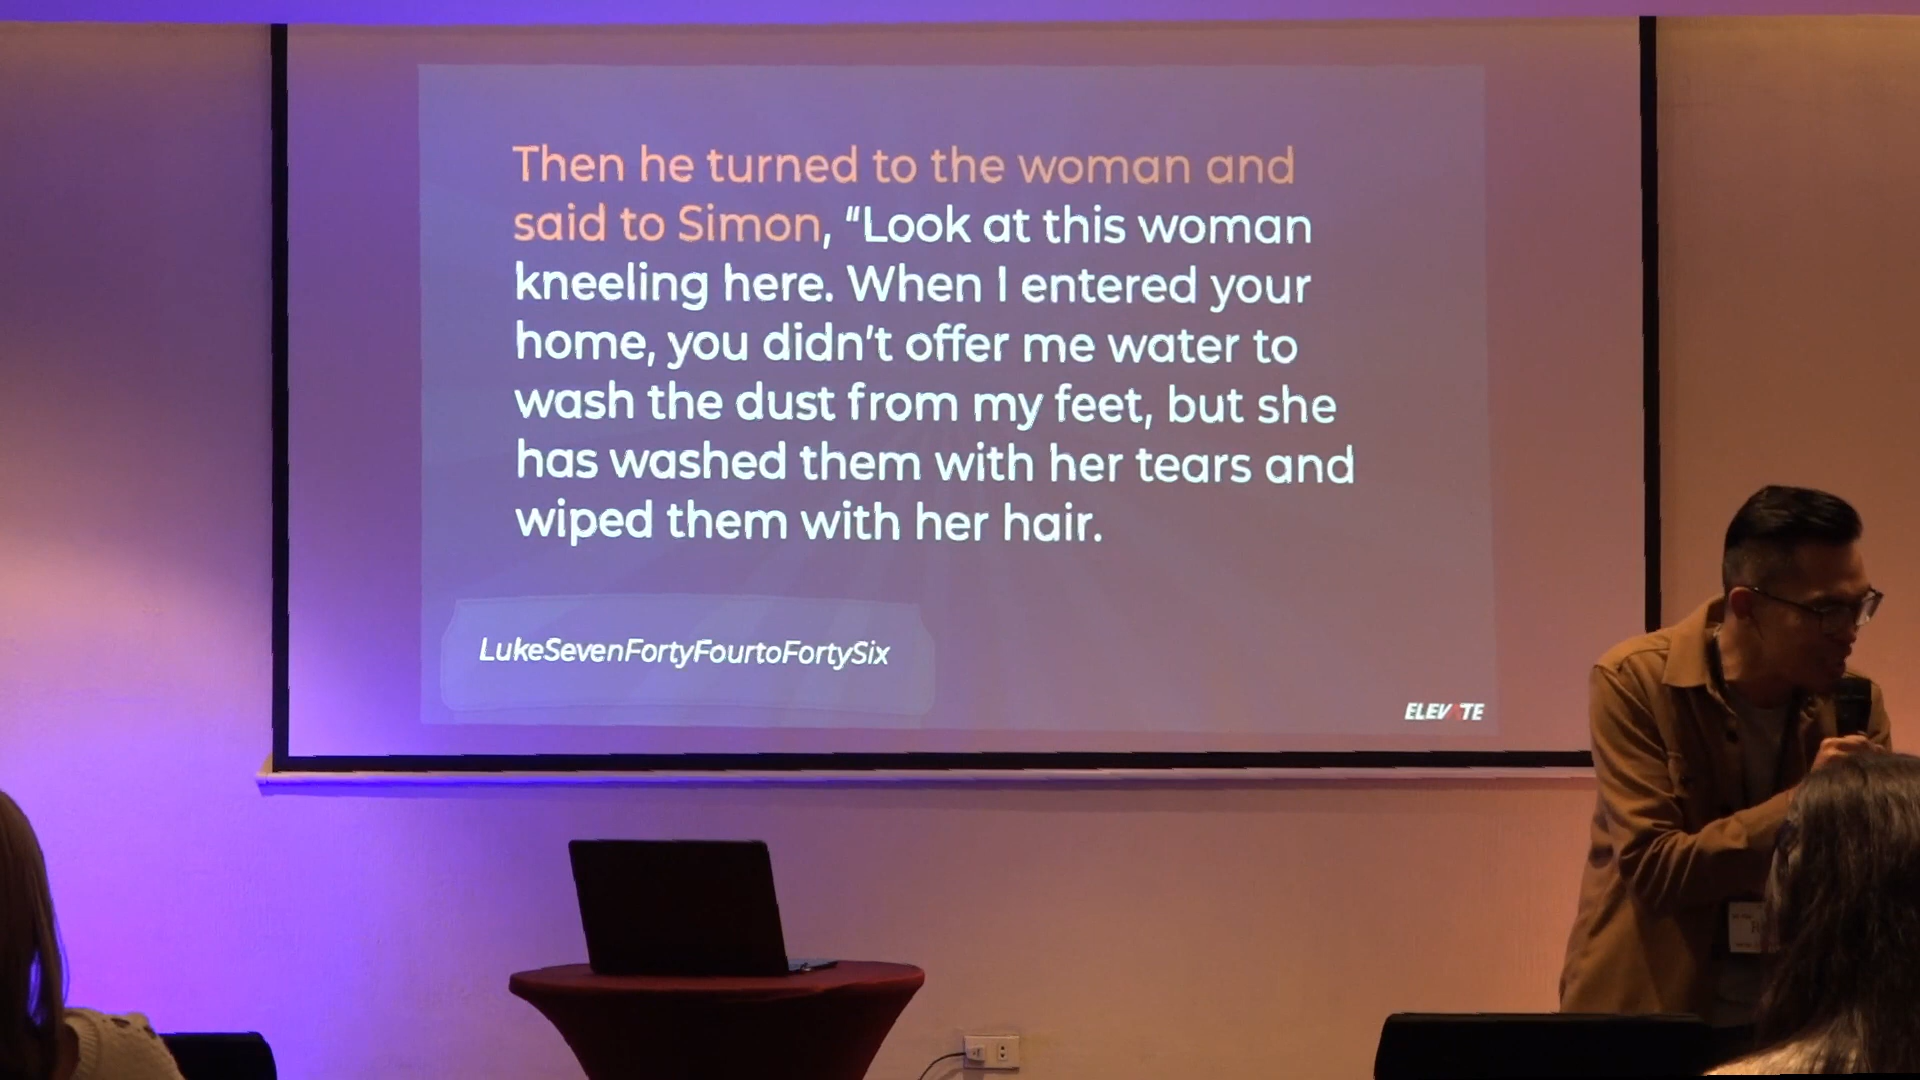 Then he turned to the woman and
said to Simon, “Look at this woman
kneeling here. When I entered your
home, you didn’t offer me water to
wash the dust from my feet, but she
has washed them with her tears and
wiped them with her hair.
LukeSevenFortyFourtoFortySix
ELEVATE